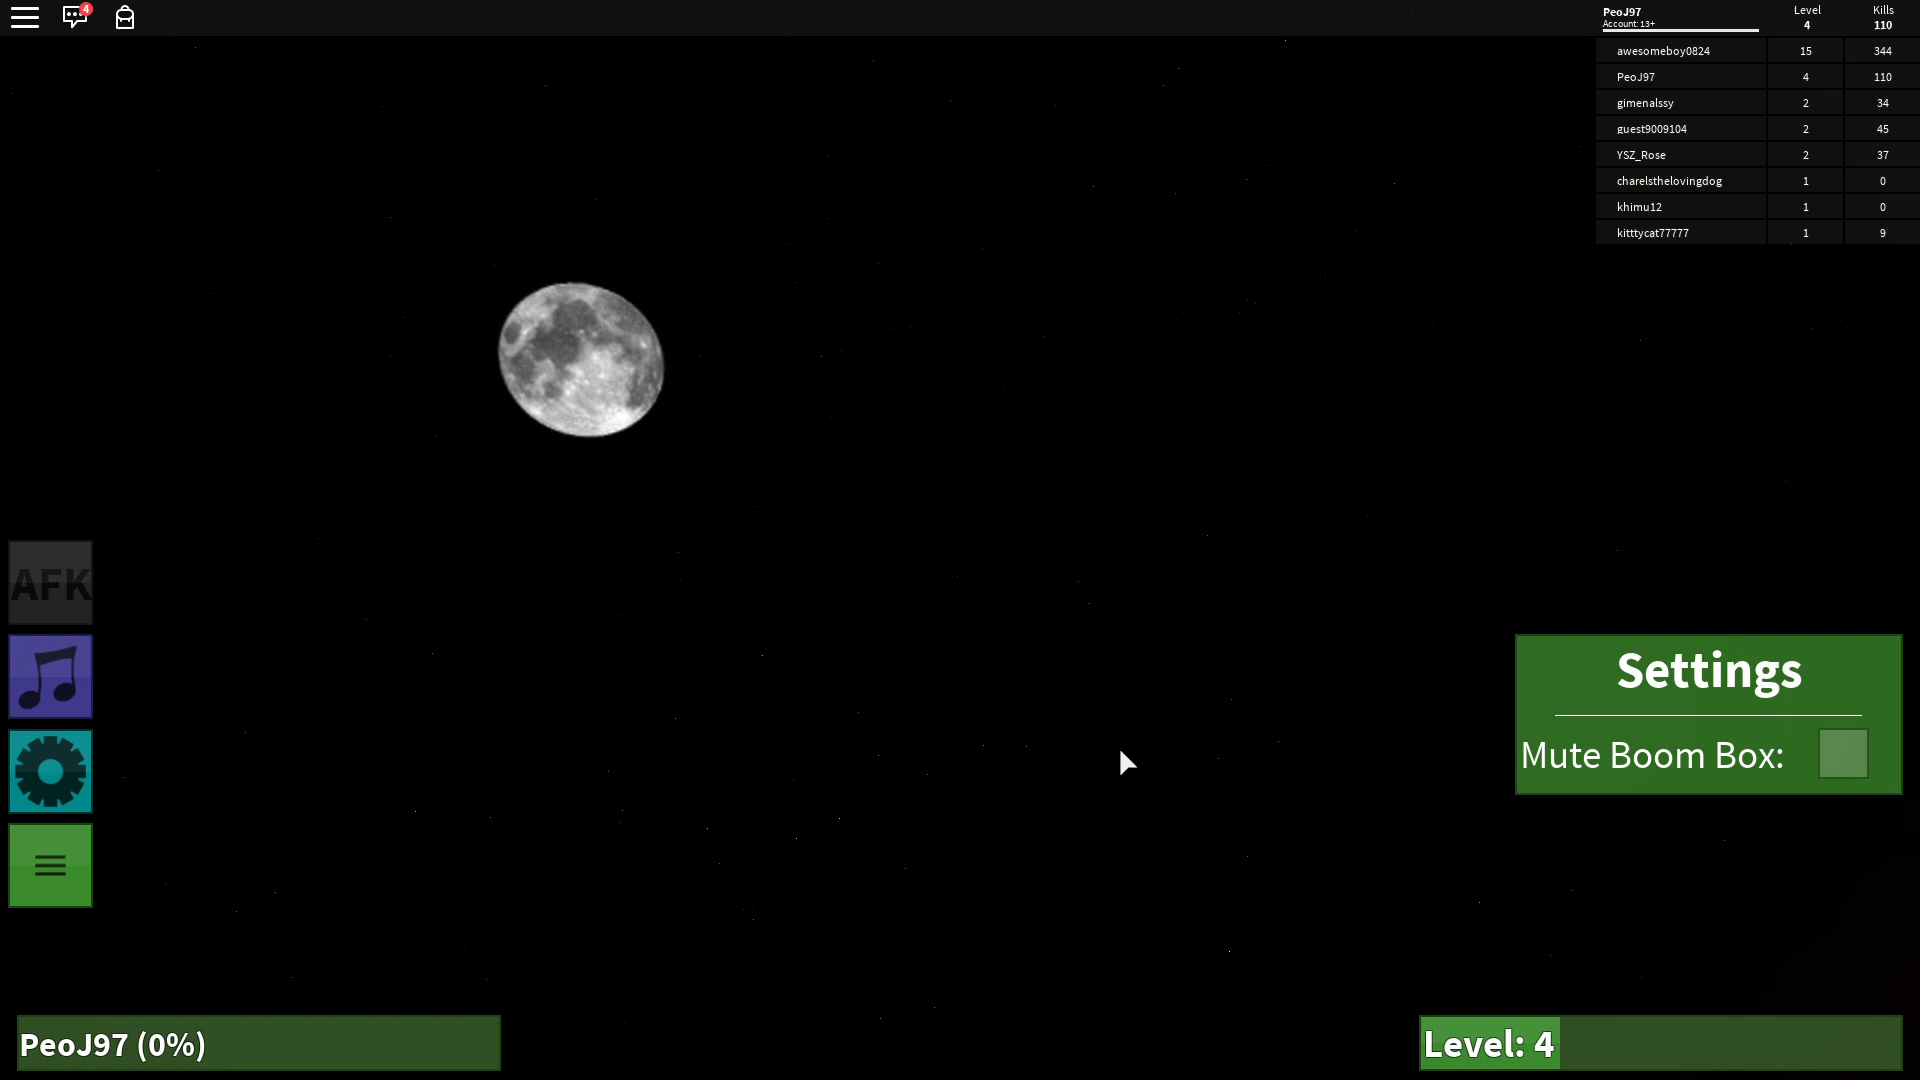 4
PeoJ97 Level Kills
Account: 13+ 4 110
awesomeboy0824 15 344
PeoJ97 4 110
gimenalssy 2 34
guest9009104 2 45
YSZ_Rose 2 37
charelsthelovingdog 1 0
khimu12 1 0
kitttycat77777 1 9
AFK
Settings
Mute Boom Box:
PeoJ97 (0%)
Level: 4